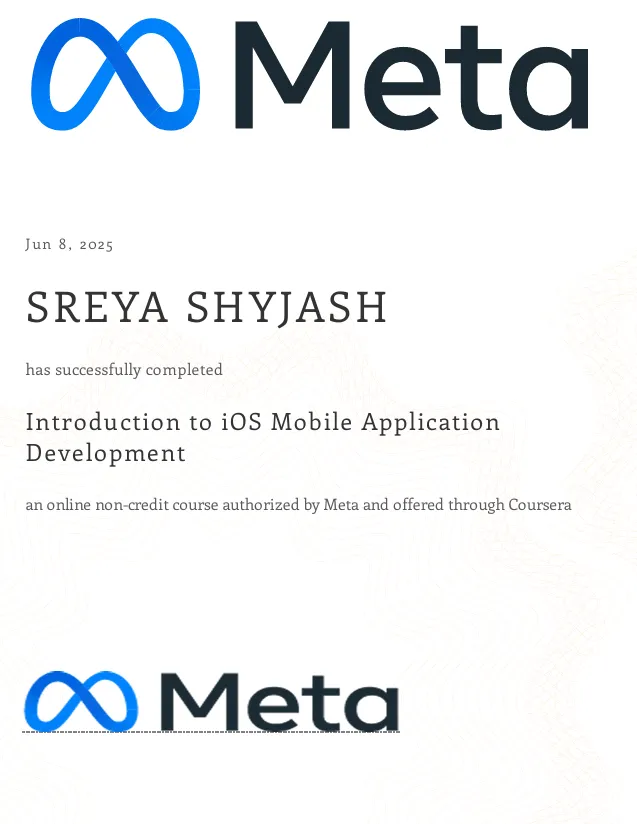 Meta
Jun 8, 2025
SREYA SHYJASH
has successfully completed
Introduction to iOS Mobile Application
Development
an online non-credit course authorized by Meta and offered through Coursera
Meta